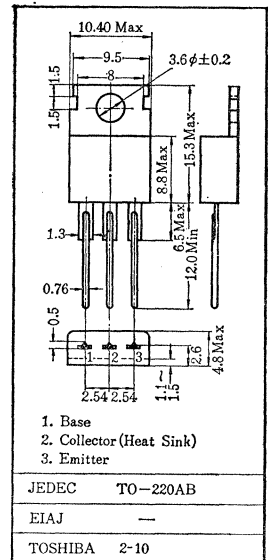 10.40 Max
9.5
8
3.6φ±0.2
1.5
1.5
8.8 Max
15.3 Max
1.3
6.5 Max
12.0 Min
0.76
0.5
1 2 3
2.6
4.8 Max
2.54 2.54
1.1~1.5
1. Base
2. Collector (Heat Sink)
3. Emitter
JEDEC TO-220AB
EIAJ —
TOSHIBA 2-10